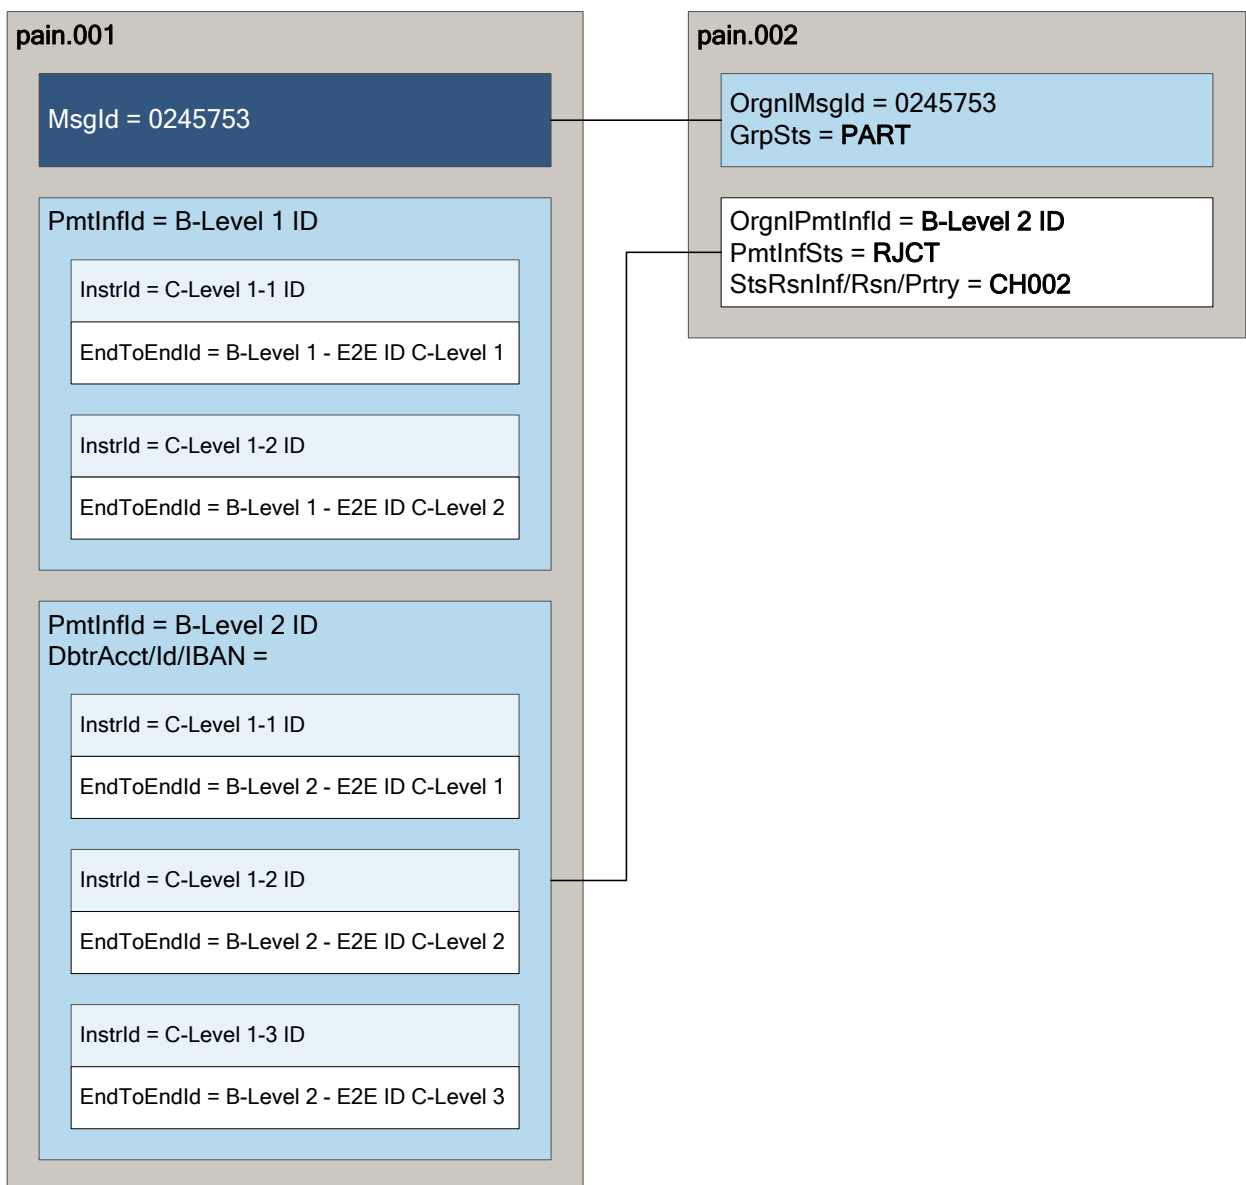 pain.001
MsgId = 0245753
PmtInfId = B-Level 1 ID
InstrId = C-Level 1-1 ID
EndToEndId = B-Level 1 - E2E ID C-Level 1
InstrId = C-Level 1-2 ID
EndToEndId = B-Level 1 - E2E ID C-Level 2
PmtInfId = B-Level 2 ID
DbtrAcct/Id/IBAN =
InstrId = C-Level 1-1 ID
EndToEndId = B-Level 2 - E2E ID C-Level 1
InstrId = C-Level 1-2 ID
EndToEndId = B-Level 2 - E2E ID C-Level 2
InstrId = C-Level 1-3 ID
EndToEndId = B-Level 2 - E2E ID C-Level 3
pain.002
OrgnlMsgId = 0245753
GrpSts = PART
OrgnlPmtInfId = B-Level 2 ID
PmtInfSts = RJCT
StsRsnInf/Rsn/Prtry = CH002